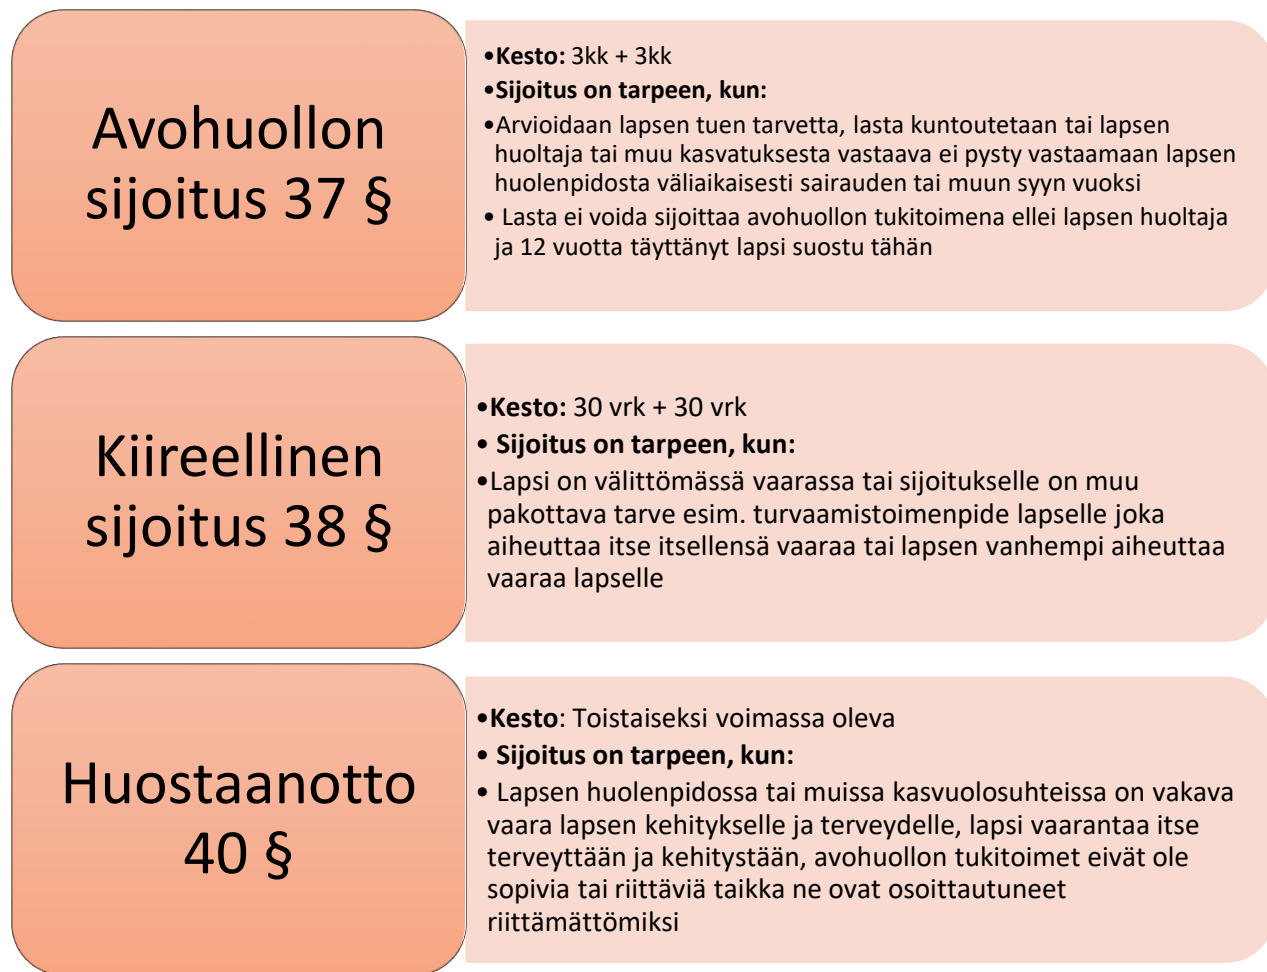 Avohuollon
sijoitus 37 §
•Kesto: 3kk + 3kk
•Sijoitus on tarpeen, kun:
•Arvioidaan lapsen tuen tarvetta, lasta kuntoutetaan tai lapsen
huoltaja tai muu kasvatuksesta vastaava ei pysty vastaamaan lapsen
huolenpidosta väliaikaisesti sairauden tai muun syyn vuoksi
• Lasta ei voida sijoittaa avohuollon tukitoimena ellei lapsen huoltaja
ja 12 vuotta täyttänyt lapsi suostu tähän
Kiireellinen
sijoitus 38 §
•Kesto: 30 vrk + 30 vrk
• Sijoitus on tarpeen, kun:
•Lapsi on välittömässä vaarassa tai sijoitukselle on muu
pakottava tarve esim. turvaamistoimenpide lapselle joka
aiheuttaa itse itsellensä vaaraa tai lapsen vanhempi aiheuttaa
vaaraa lapselle
Huostaanotto
40 §
•Kesto: Toistaiseksi voimassa oleva
• Sijoitus on tarpeen, kun:
• Lapsen huolenpidossa tai muissa kasvuolosuhteissa on vakava
vaara lapsen kehitykselle ja terveydelle, lapsi vaarantaa itse
terveyttään ja kehitystään, avohuollon tukitoimet eivät ole
sopivia tai riittäviä taikka ne ovat osoittautuneet
riittämättömiksi